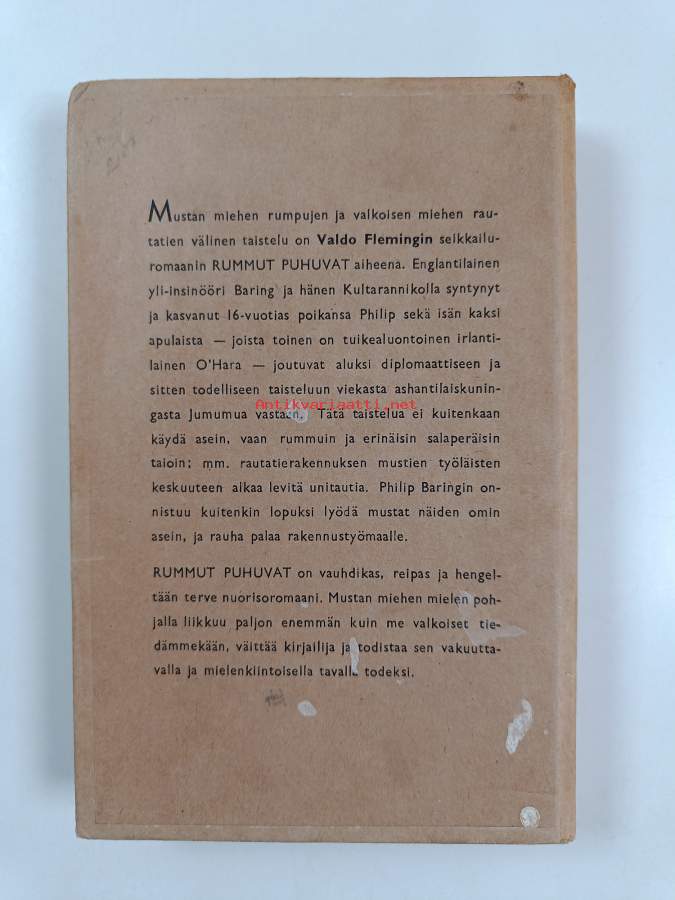 Mustan miehen rumpujen ja valkoisen miehen rau-
tatien välinen taistelu on Valdo Flemingin seikkailu-
romaanin RUMMUT PUHUVAT aiheena. Englantilainen
yli-insinööri Baring ja hänen Kultarannikolla syntynyt
ja kasvanut 16-vuotias poikansa Philip sekä isän kaksi
apulaista — joista toinen on tuikealuontoinen irlanti-
lainen O'Hara — joutuvat aluksi diplomaattiseen ja
sitten todelliseen taisteluun viekasta ashantilaiskunin-
Antikvariaatti.net
gasta Jumumua vastaan. Tätä taistelua ei kuitenkaan
käydä asein, vaan rummuin ja erinäisin salaperäisin
taioin; mm. rautatierakennuksen mustien työläisten
keskuuteen alkaa levitä unitautia. Philip Baringin on-
nistuu kuitenkin lopuksi lyödä mustat näiden omin
asein, ja rauha palaa rakennustyömaalle.
RUMMUT PUHUVAT on vauhdikas, reipas ja hengel-
tään terve nuorisoromaani. Mustan miehen mielen poh-
jalla liikkuu paljon enemmän kuin me valkoiset tie-
dämmekään, väittää kirjailija ja todistaa sen vakuutta-
valla ja mielenkiintoisella tavalla todeksi.